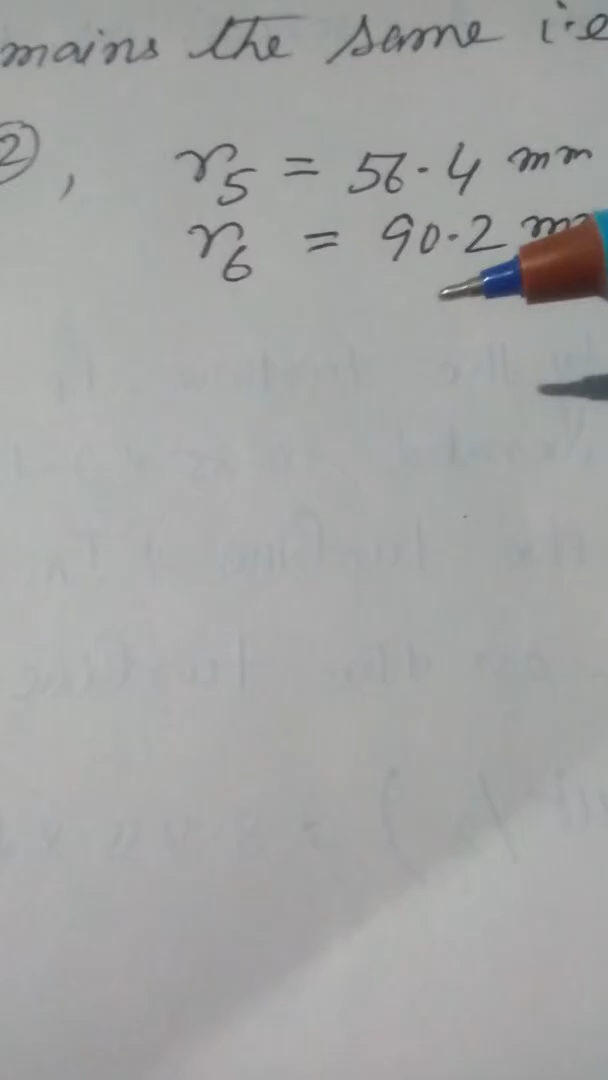 mains the same i.e
2, r5 = 56.4 mm
r6 = 90.2 m